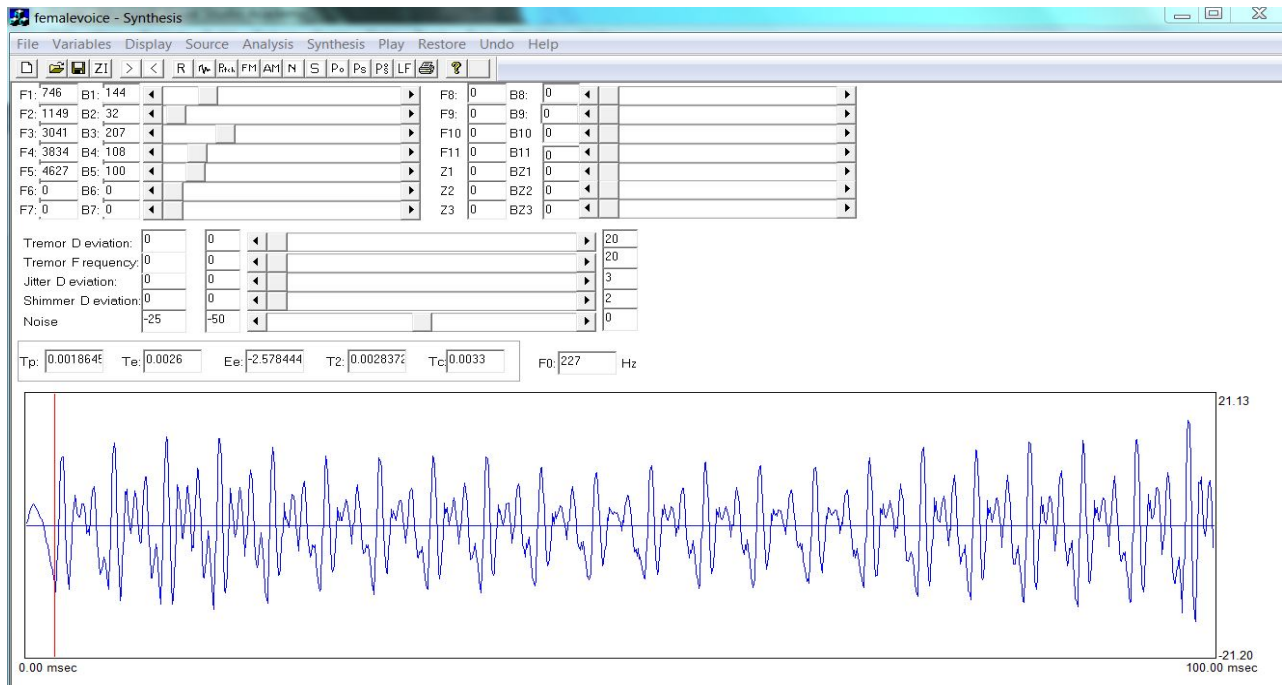 femalevoice - Synthesis
File Variables Display Source Analysis Synthesis Play Restore Undo Help
ZI > < R Pitch FM AM N S Po Ps LF ?
F1: 746 B1: 144 F8: 0 B8: 0
F2: 1149 B2: 32 F9: 0 B9: 0
F3: 3041 B3: 207 F10 0 B10 0
F4: 3834 B4: 108 F11 0 B11 0
F5: 4627 B5: 100 Z1 0 BZ1 0
F6: 0 B6: 0 Z2 0 BZ2 0
F7: 0 B7: 0 Z3 0 BZ3 0
Tremor Deviation: 0 0 20
Tremor Frequency: 0 0 20
Jitter Deviation: 0 0 3
Shimmer Deviation: 0 0 2
Noise -25 -50 0
Tp: 0.0018645 Te: 0.0026 Ee: -2.578444 T2: 0.0028372 Tc: 0.0033 F0: 227 Hz
21.13
-21.20
0.00 msec 100.00 msec